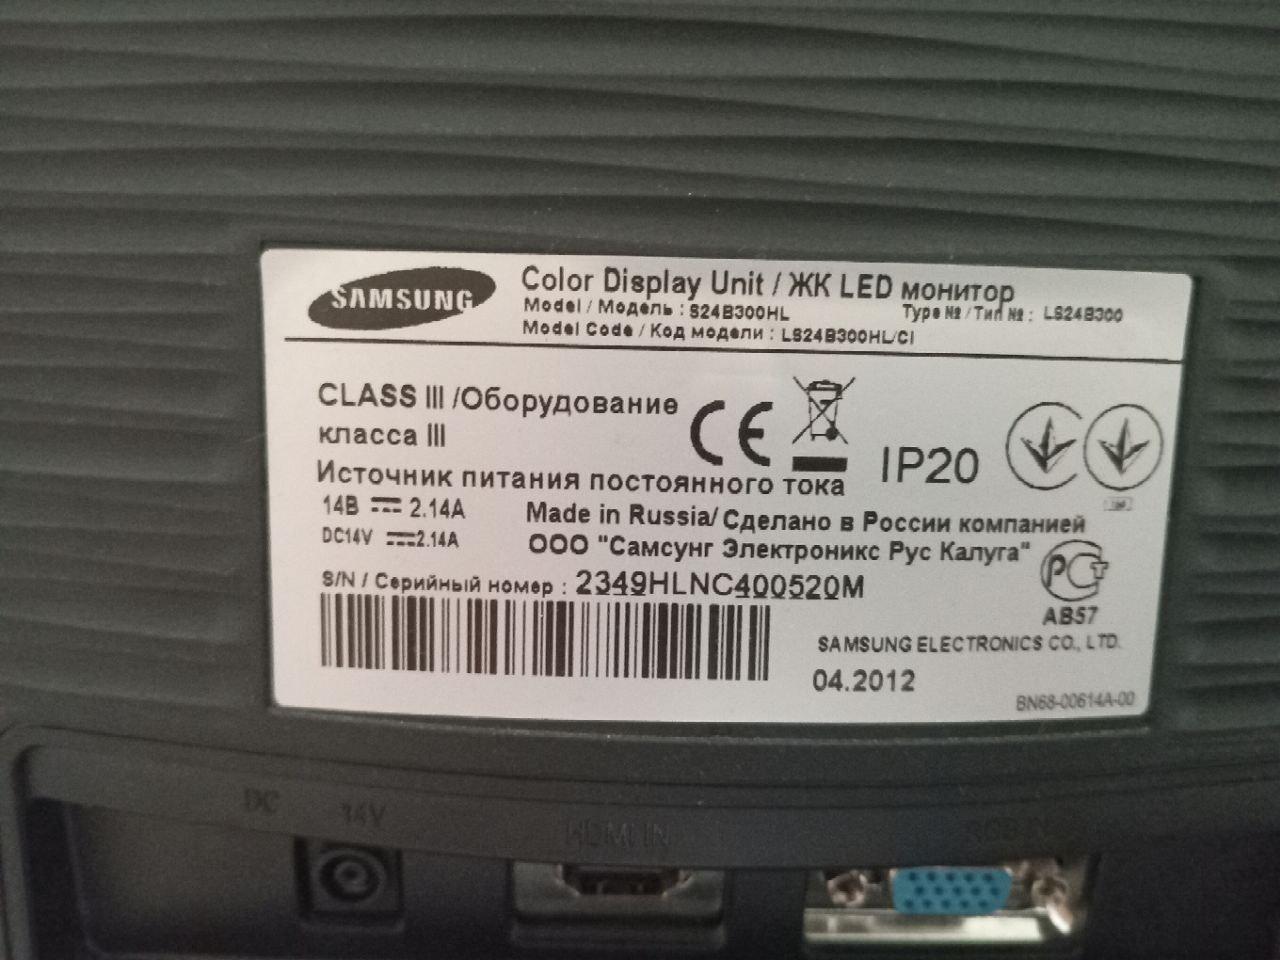 SAMSUNG
Color Display Unit / ЖК LED монитор
Model / Модель : S24B300HL Type № / Тип № : LS24B300
Model Code / Код модели : LS24B300HL/CI
CLASS III /Оборудование
класса III
CE
IP20
Источник питания постоянного тока
14В 2.14A
DC14V 2.14A
Made in Russia/ Сделано в России компанией
ООО "Самсунг Электроникс Рус Калуга"
S/N / Серийный номер : 2349HLNC400520M
РСТ
АВ57
SAMSUNG ELECTRONICS CO., LTD.
04.2012
BN68-00614A-00
DC 14V
HDMI IN